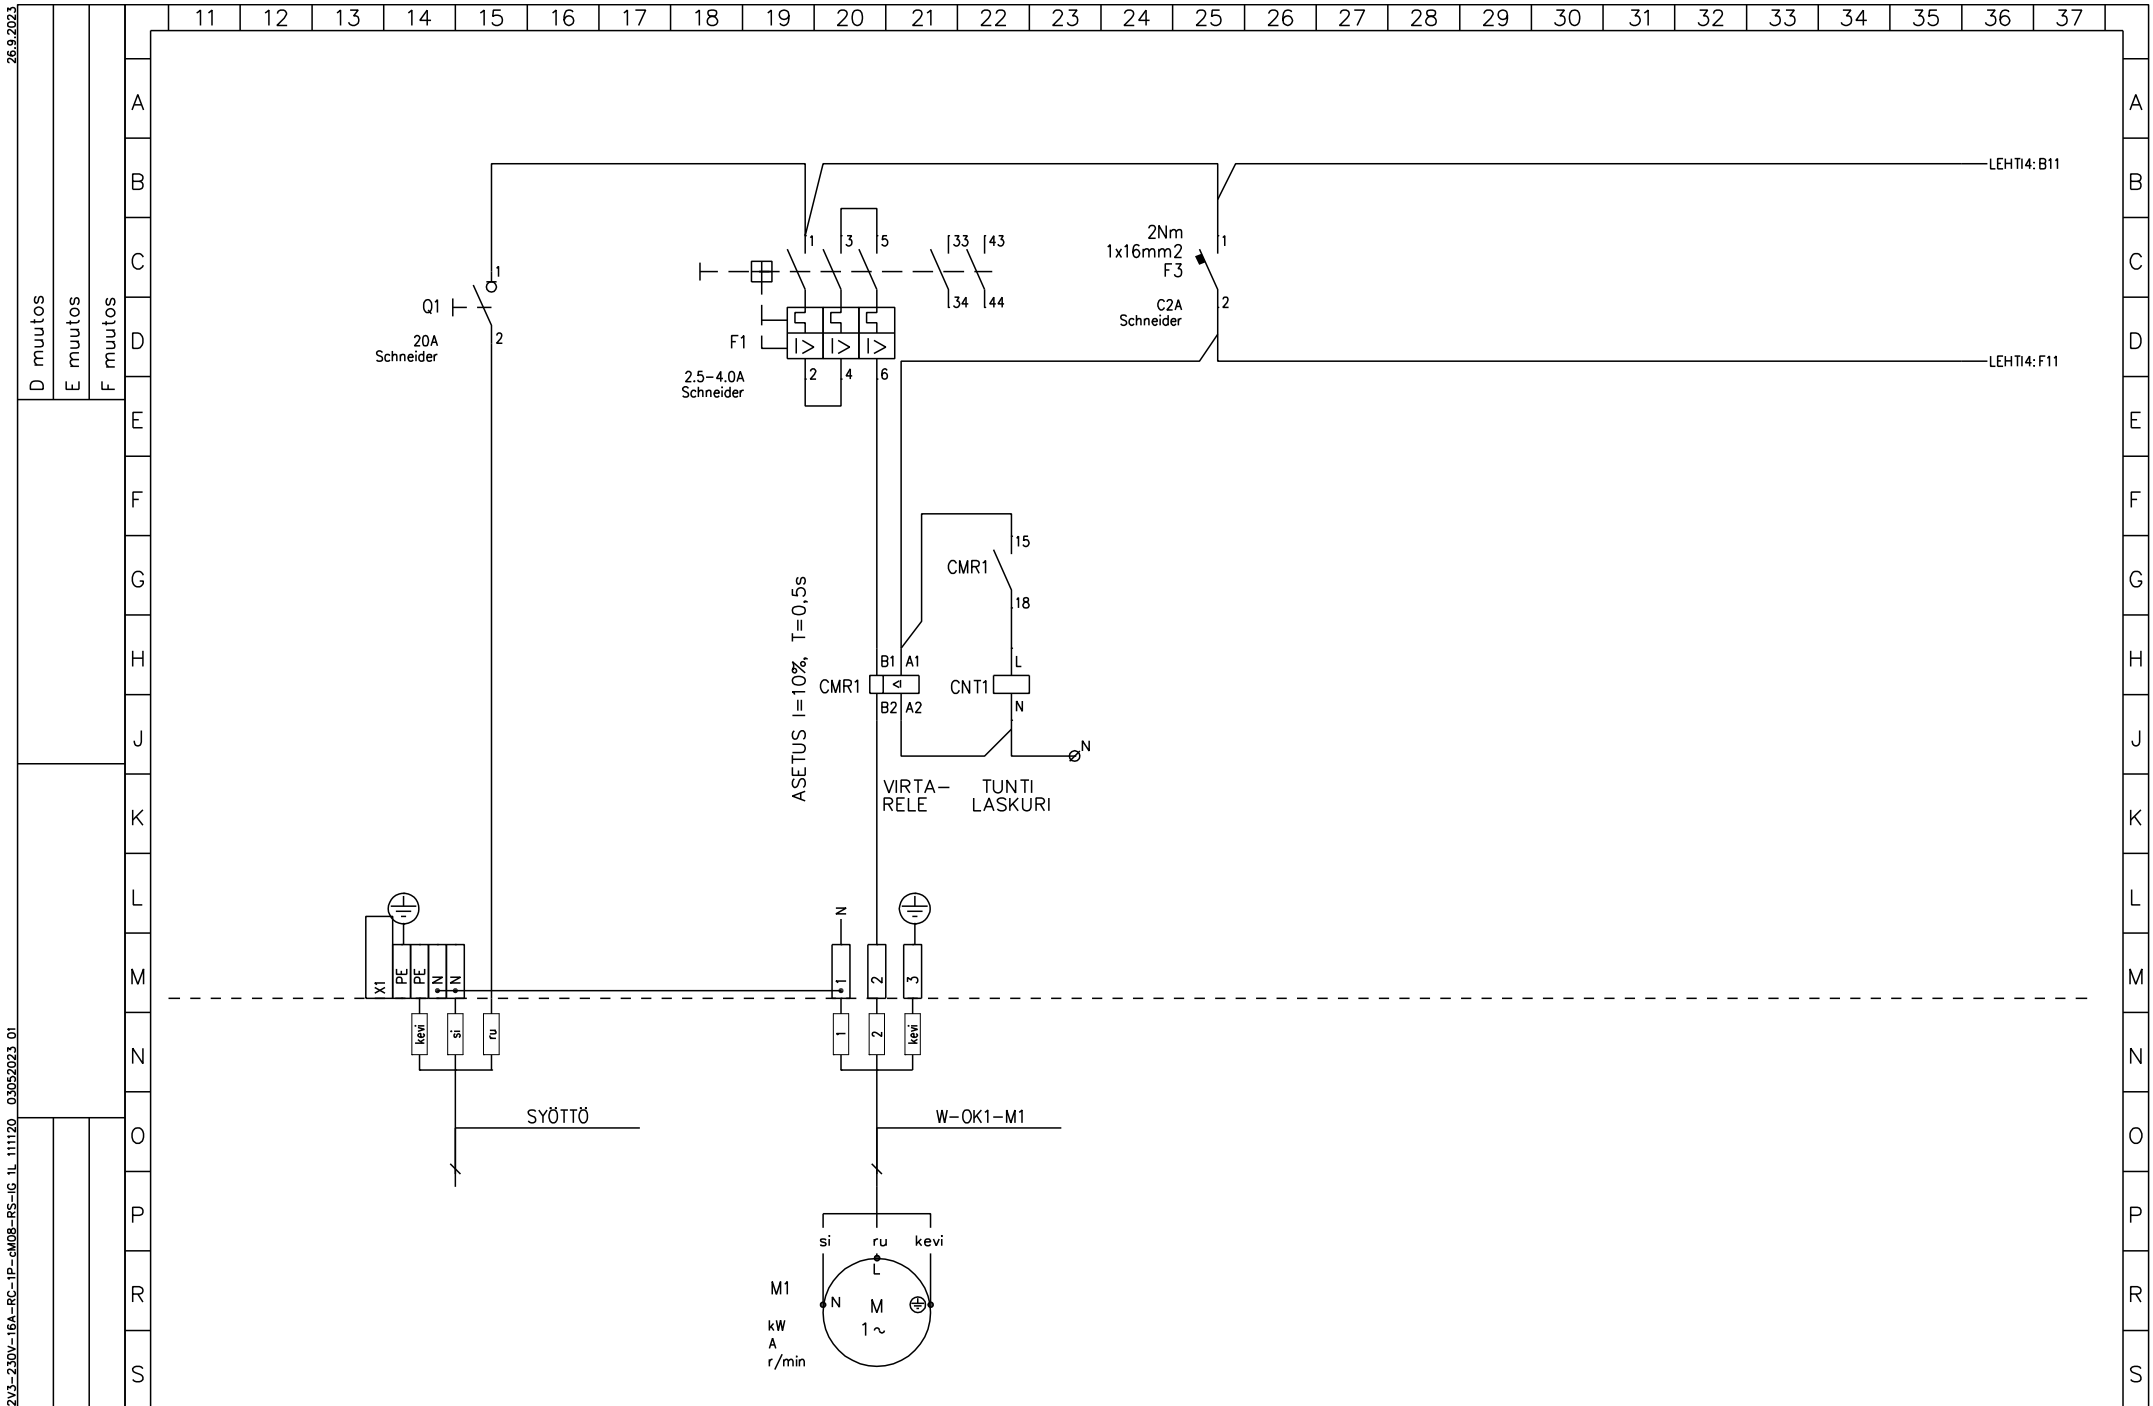 11 12 13 14 15 16 17 18 19 20 21 22 23 24 25 26 27 28 29 30 31 32 33 34 35 36 37
26.9.2023
D muutos
E muutos
F muutos
2V3-230V-16A-RC-1P-cM08-RS-IG 1L 111120 03052023 01
A A
B B
C C
D D
E E
F F
G G
H H
J J
K K
L L
M M
N N
O O
P P
R R
S S
LEHTI4:B11
1
Q1
20A
Schneider
2
1 3 5 33 43
34 44
F1
2.5-4.0A
Schneider
I> I> I>
2 4 6
2Nm
1x16mm2
F3
C2A
Schneider
1
2
LEHTI4:F11
15
CMR1
18
ASETUS I=10%, T=0,5s
B1 A1
CMR1
B2 A2
L
CNT1
N
N
VIRTA-
RELE
TUNTI
LASKURI
X1 PE PE N N
kevi si ru
SYÖTTÖ
N
1 2 3
1 2 kevi
W-OK1-M1
si ru kevi
L
N M
1~
M1
kW
A
r/min